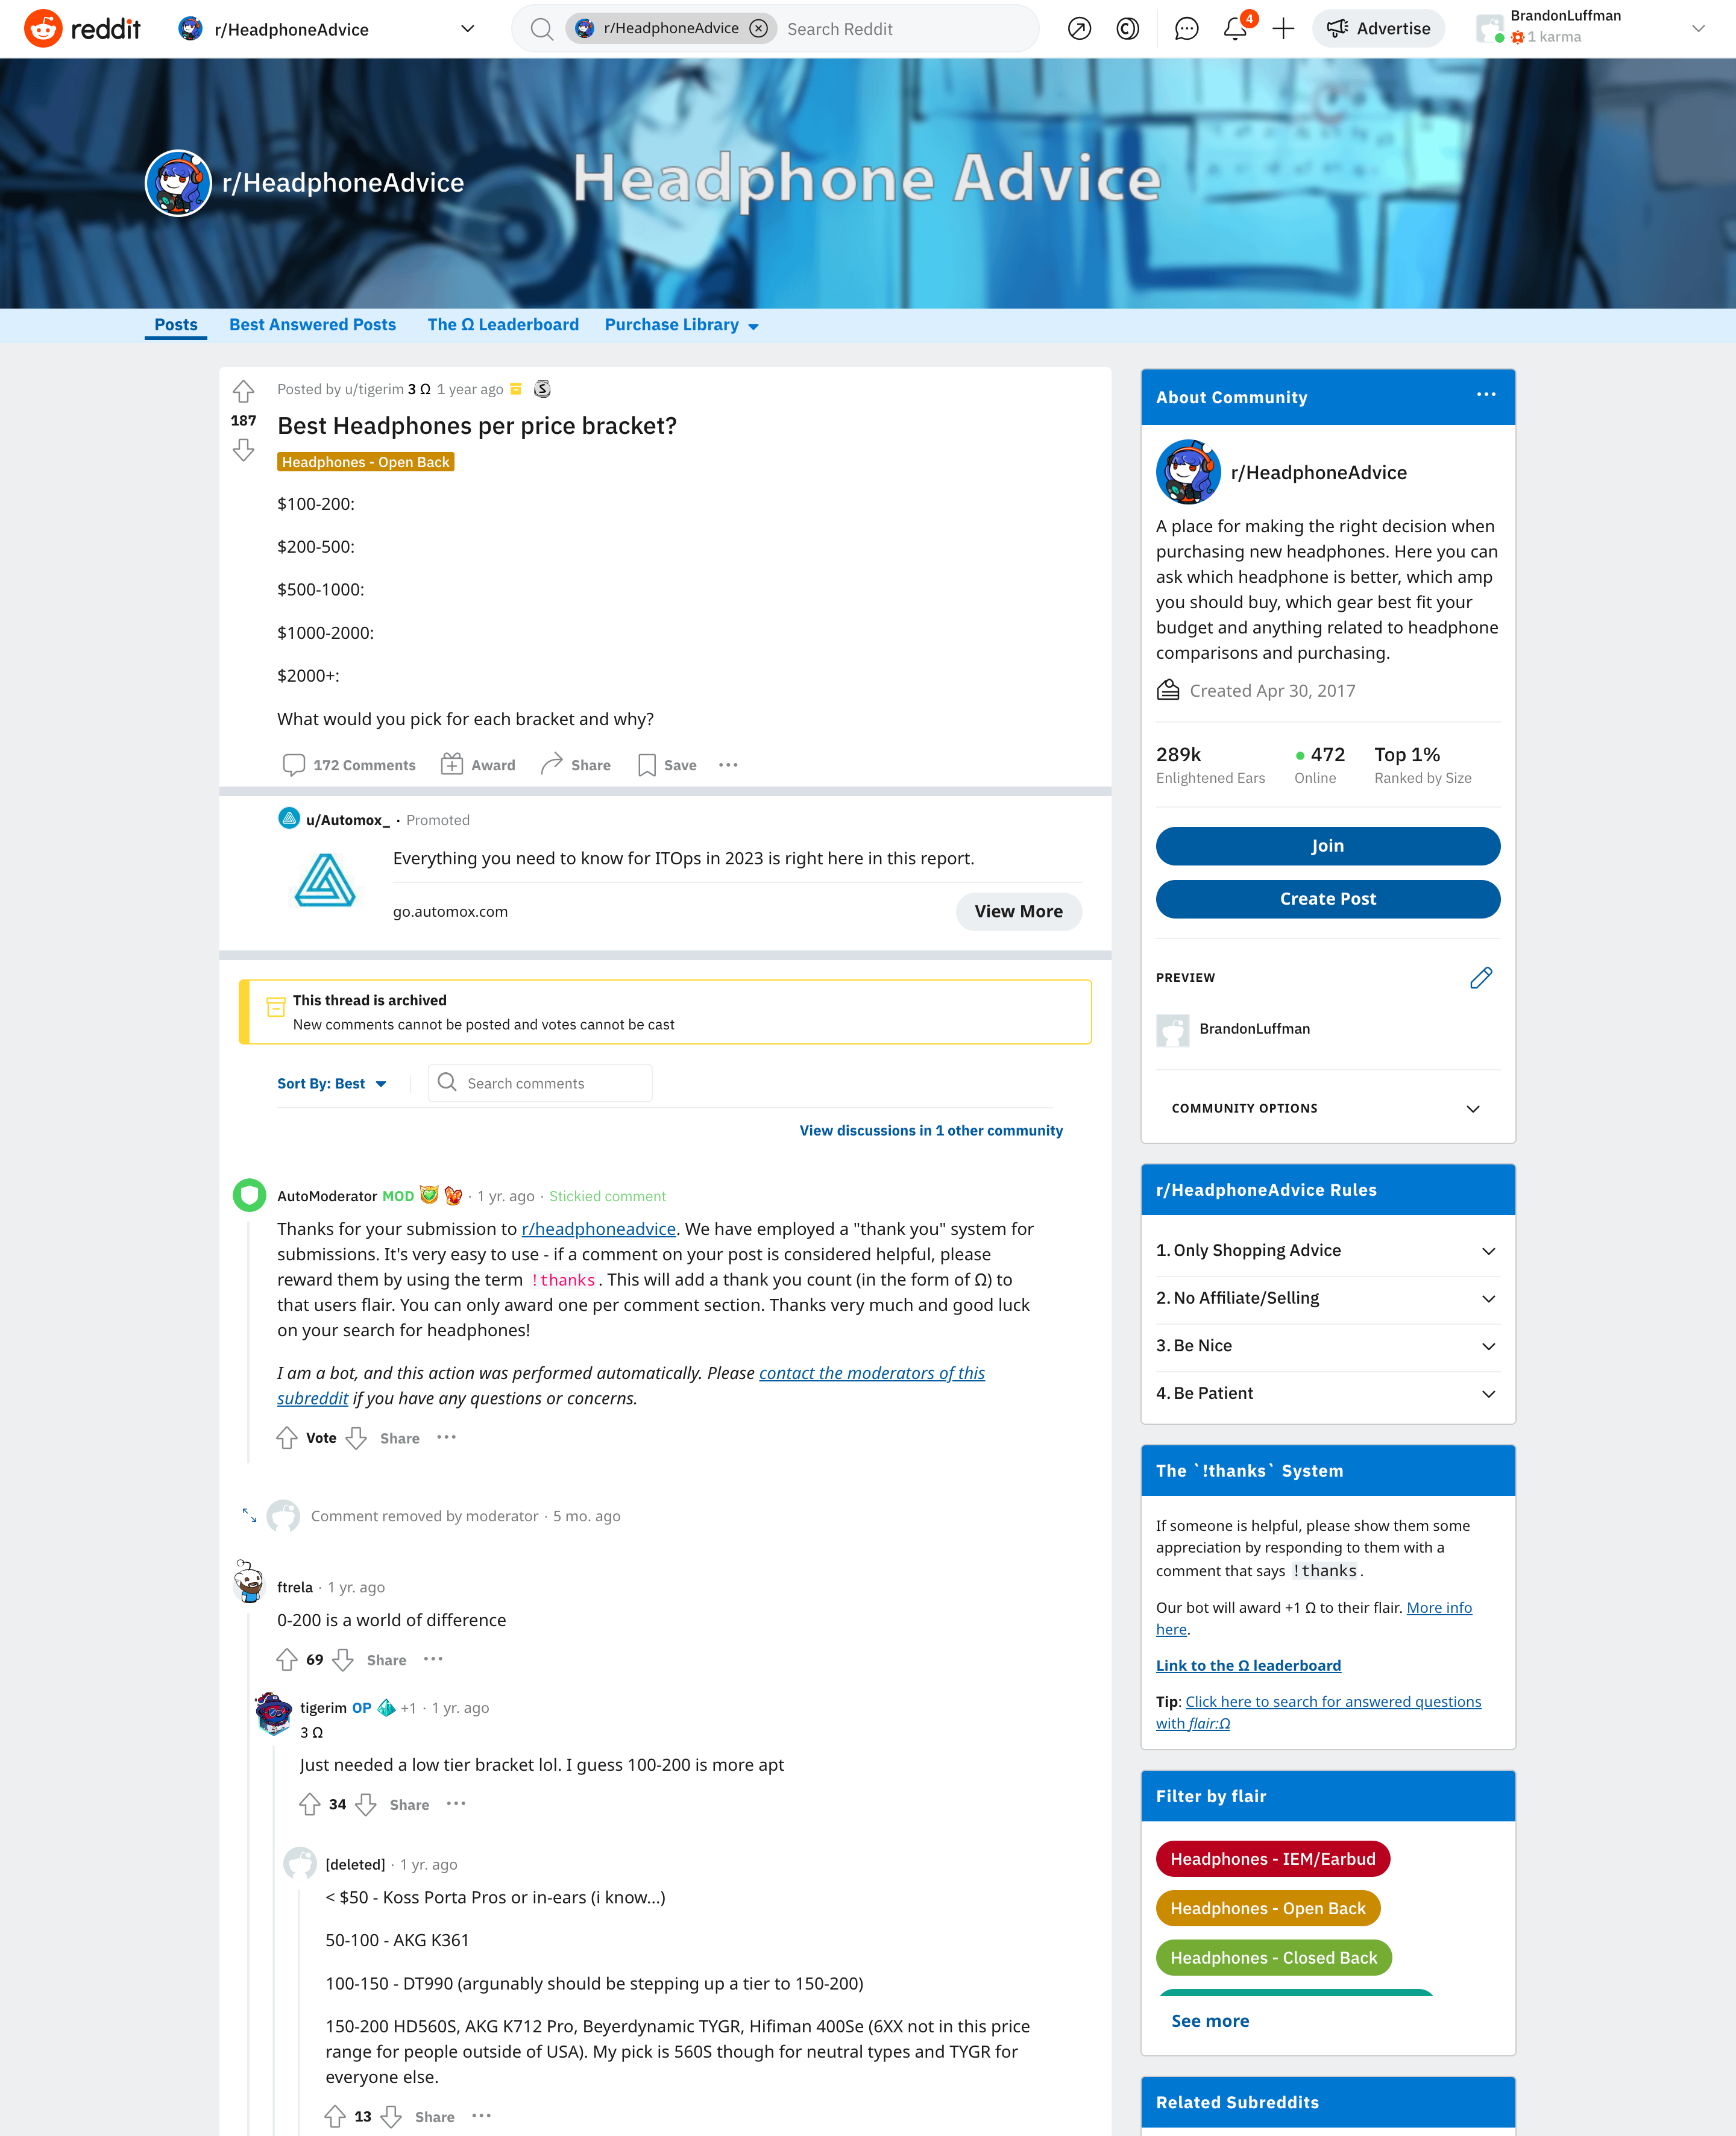 reddit
r/HeadphoneAdvice
r/HeadphoneAdvice
Search Reddit
4
Advertise
BrandonLuffman
1 karma
r/HeadphoneAdvice
Headphone Advice
Posts
Best Answered Posts
The Ω Leaderboard
Purchase Library
Posted by u/tigerim 3 Ω 1 year ago
187
Best Headphones per price bracket?
Headphones - Open Back
$100-200:
$200-500:
$500-1000:
$1000-2000:
$2000+:
What would you pick for each bracket and why?
172 Comments
Award
Share
Save
u/Automox_ · Promoted
Everything you need to know for ITOps in 2023 is right here in this report.
go.automox.com
View More
This thread is archived
New comments cannot be posted and votes cannot be cast
Sort By: Best
Search comments
View discussions in 1 other community
AutoModerator MOD · 1 yr. ago · Stickied comment
Thanks for your submission to r/headphoneadvice. We have employed a "thank you" system for
submissions. It's very easy to use - if a comment on your post is considered helpful, please
reward them by using the term !thanks. This will add a thank you count (in the form of Ω) to
that users flair. You can only award one per comment section. Thanks very much and good luck
on your search for headphones!
I am a bot, and this action was performed automatically. Please contact the moderators of this
subreddit if you have any questions or concerns.
Vote
Share
Comment removed by moderator · 5 mo. ago
ftrela · 1 yr. ago
0-200 is a world of difference
69
Share
tigerim OP +1 · 1 yr. ago
3 Ω
Just needed a low tier bracket lol. I guess 100-200 is more apt
34
Share
[deleted] · 1 yr. ago
< $50 - Koss Porta Pros or in-ears (i know...)
50-100 - AKG K361
100-150 - DT990 (argunably should be stepping up a tier to 150-200)
150-200 HD560S, AKG K712 Pro, Beyerdynamic TYGR, Hifiman 400Se (6XX not in this price
range for people outside of USA). My pick is 560S though for neutral types and TYGR for
everyone else.
13
Share
About Community
r/HeadphoneAdvice
A place for making the right decision when
purchasing new headphones. Here you can
ask which headphone is better, which amp
you should buy, which gear best fit your
budget and anything related to headphone
comparisons and purchasing.
Created Apr 30, 2017
289k
Enlightened Ears
472
Online
Top 1%
Ranked by Size
Join
Create Post
PREVIEW
BrandonLuffman
COMMUNITY OPTIONS
r/HeadphoneAdvice Rules
1. Only Shopping Advice
2. No Affiliate/Selling
3. Be Nice
4. Be Patient
The `!thanks` System
If someone is helpful, please show them some
appreciation by responding to them with a
comment that says !thanks.
Our bot will award +1 Ω to their flair. More info
here.
Link to the Ω leaderboard
Tip: Click here to search for answered questions
with flair:Ω
Filter by flair
Headphones - IEM/Earbud
Headphones - Open Back
Headphones - Closed Back
See more
Related Subreddits